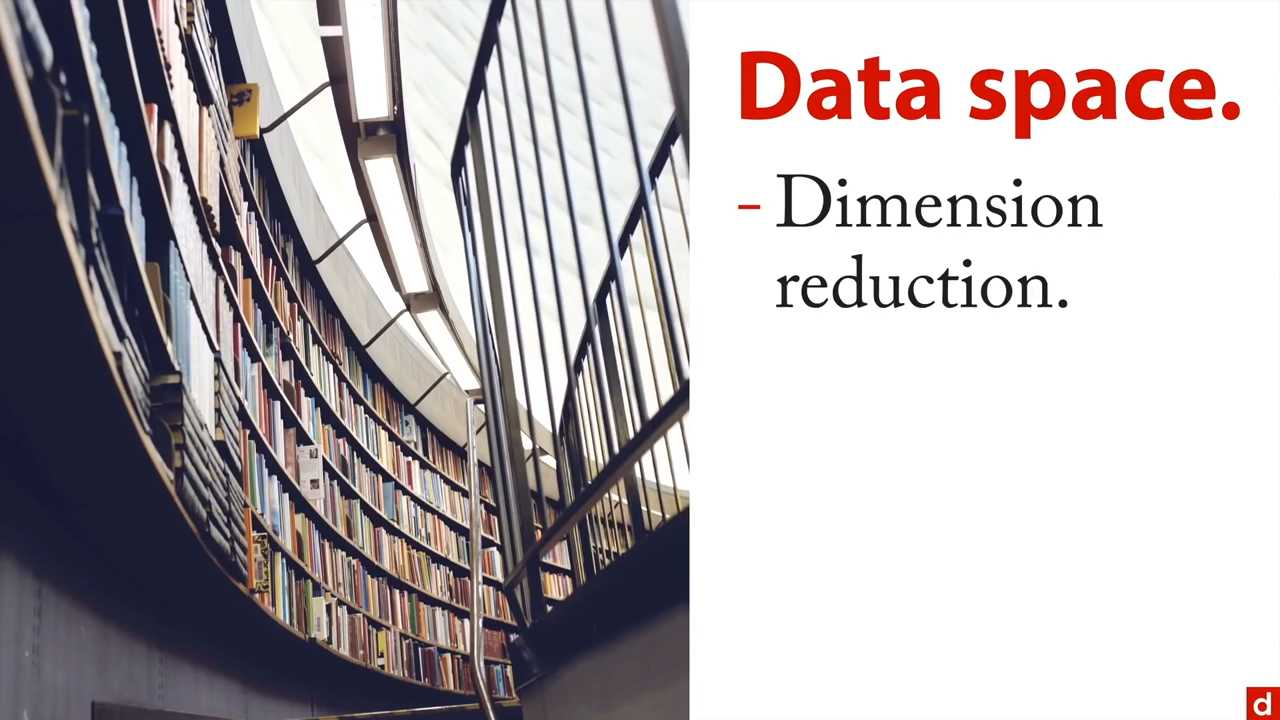 Data space.
- Dimension
reduction.
d